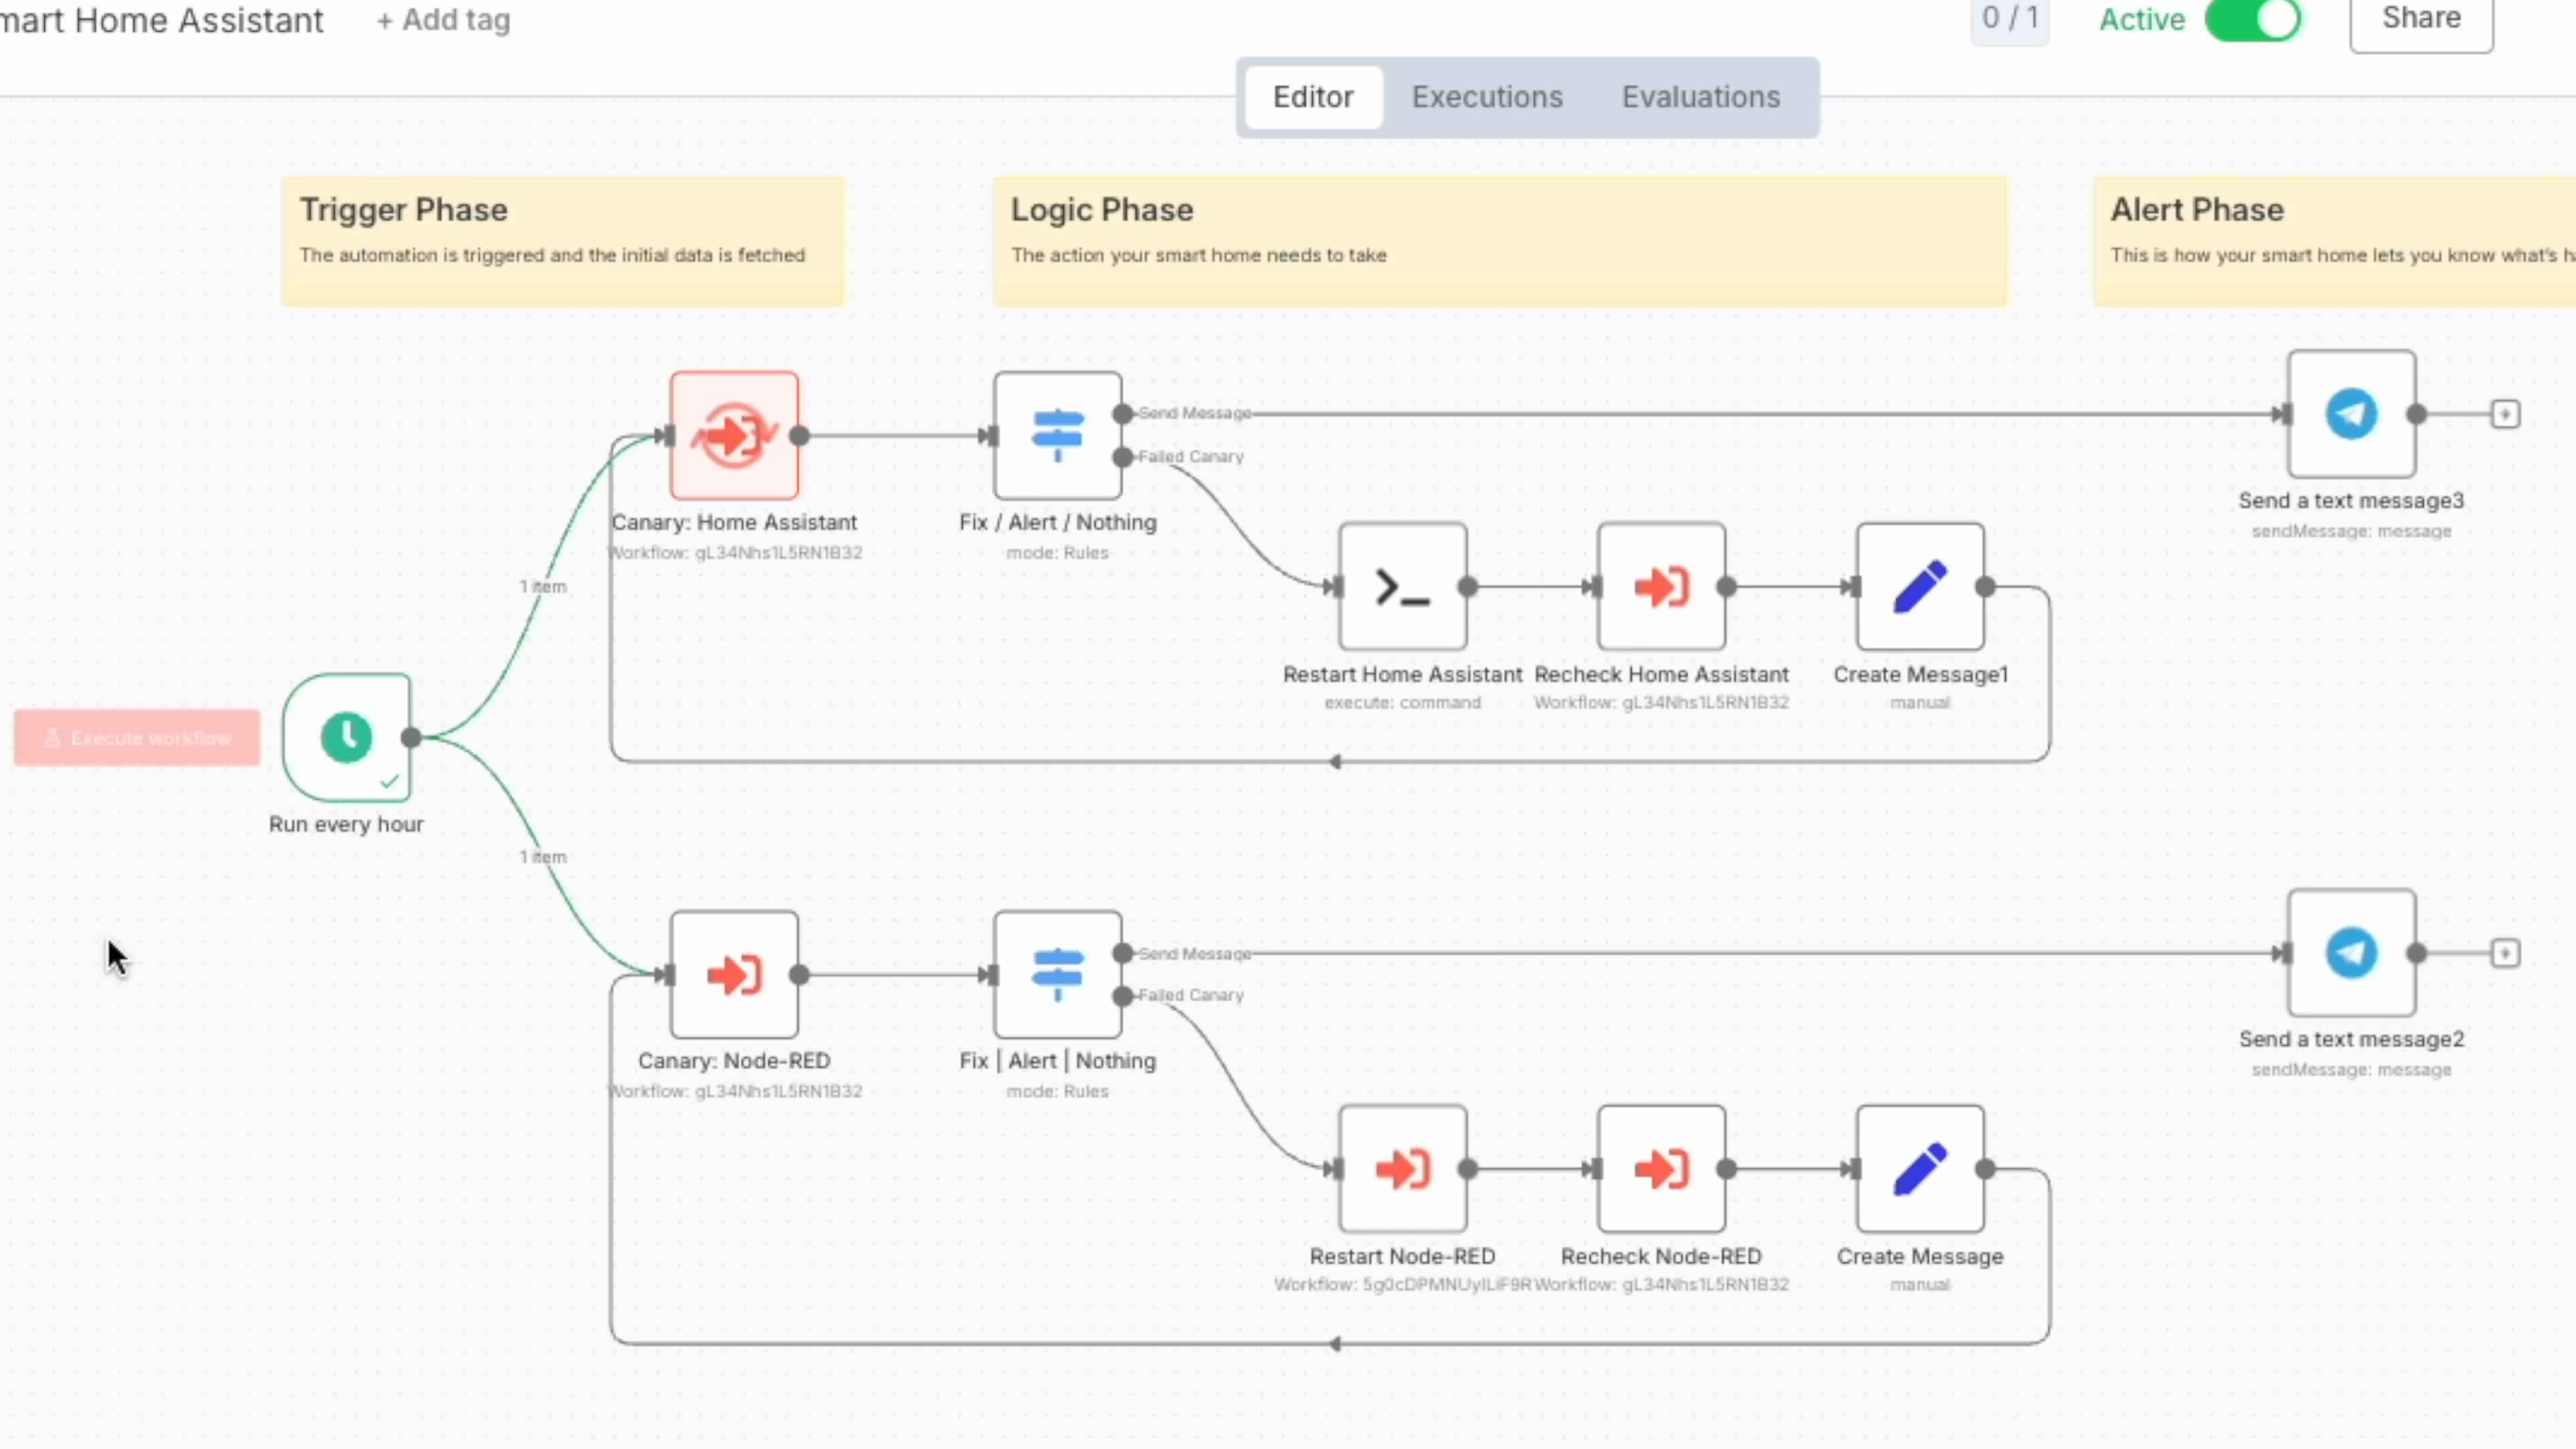 mart Home Assistant + Add tag
0 / 1 Active Share
Editor Executions Evaluations
Trigger Phase
The automation is triggered and the initial data is fetched
Logic Phase
The action your smart home needs to take
Alert Phase
This is how your smart home lets you know what's
Canary: Home Assistant
Workflow: gL34Nhs1L5RN1B32
Fix / Alert / Nothing
mode: Rules
Send Message
Failed Canary
Send a text message3
sendMessage: message
1 item
Restart Home Assistant
execute: command
Recheck Home Assistant
Workflow: gL34Nhs1L5RN1B32
Create Message1
manual
Execute workflow
Run every hour
1 item
Canary: Node-RED
Workflow: gL34Nhs1L5RN1B32
Fix | Alert | Nothing
mode: Rules
Send Message
Failed Canary
Send a text message2
sendMessage: message
Restart Node-RED
Workflow: 5g0cDPMNUyILiF9R
Recheck Node-RED
Workflow: gL34Nhs1L5RN1B32
Create Message
manual